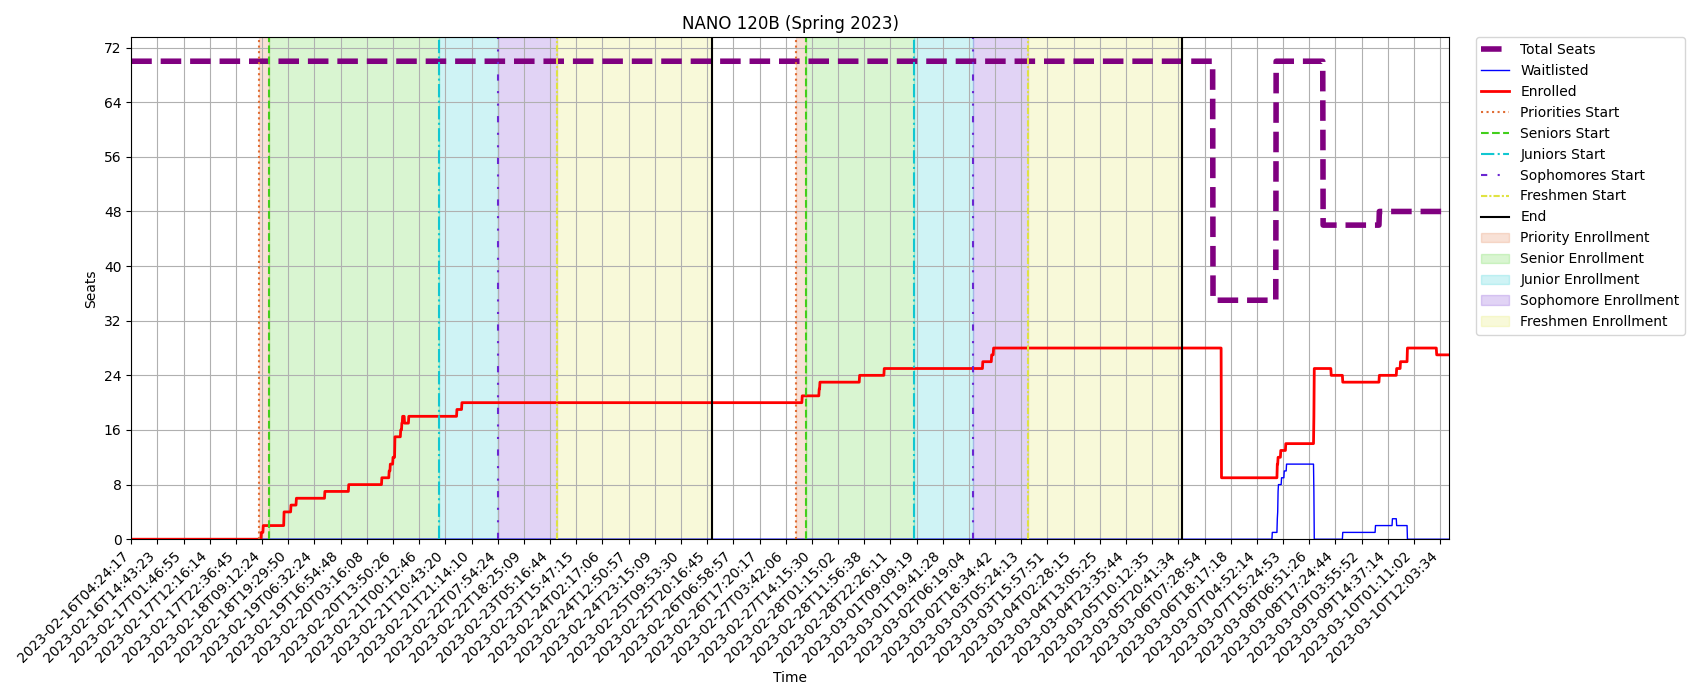 NANO 120B (Spring 2023)
72
64
56
48
40
32
24
16
8
0
Seats
2023-02-16T04:24:17
2023-02-16T14:43:23
2023-02-17T01:46:55
2023-02-17T12:16:14
2023-02-17T22:36:45
2023-02-18T09:12:24
2023-02-18T19:29:50
2023-02-19T06:32:24
2023-02-19T16:54:48
2023-02-20T03:16:08
2023-02-20T13:50:26
2023-02-21T00:12:46
2023-02-21T10:43:20
2023-02-21T21:14:10
2023-02-22T07:54:24
2023-02-22T18:25:09
2023-02-23T05:16:44
2023-02-23T15:47:15
2023-02-24T02:17:06
2023-02-24T12:50:57
2023-02-24T23:15:09
2023-02-25T09:53:30
2023-02-25T20:16:45
2023-02-26T06:58:57
2023-02-26T17:20:17
2023-02-27T03:42:06
2023-02-27T14:15:30
2023-02-28T01:15:02
2023-02-28T11:56:38
2023-02-28T22:26:11
2023-03-01T09:09:19
2023-03-01T19:41:28
2023-03-02T06:19:04
2023-03-02T18:34:42
2023-03-03T05:24:13
2023-03-03T15:57:51
2023-03-04T02:28:15
2023-03-04T13:05:25
2023-03-04T23:35:44
2023-03-05T10:12:35
2023-03-05T20:41:34
2023-03-06T07:28:54
2023-03-06T18:17:18
2023-03-07T04:52:14
2023-03-07T15:24:53
2023-03-08T06:51:26
2023-03-08T17:24:44
2023-03-09T03:55:52
2023-03-09T14:37:14
2023-03-10T01:11:02
2023-03-10T12:03:34
Time
Total Seats
Waitlisted
Enrolled
Priorities Start
Seniors Start
Juniors Start
Sophomores Start
Freshmen Start
End
Priority Enrollment
Senior Enrollment
Junior Enrollment
Sophomore Enrollment
Freshmen Enrollment